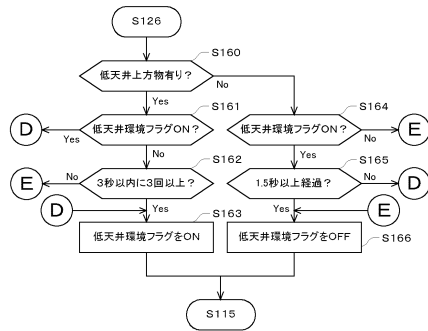 S126
S160
低天井上方物有り?
No
Yes
S161
S164
D
低天井環境フラグON?
低天井環境フラグON?
E
Yes
No
No
Yes
S162
S165
E
No
3秒以内に3回以上?
1.5秒以上経過?
No
D
D
Yes
Yes
E
S163
低天井環境フラグをON
低天井環境フラグをOFF
S166
S115